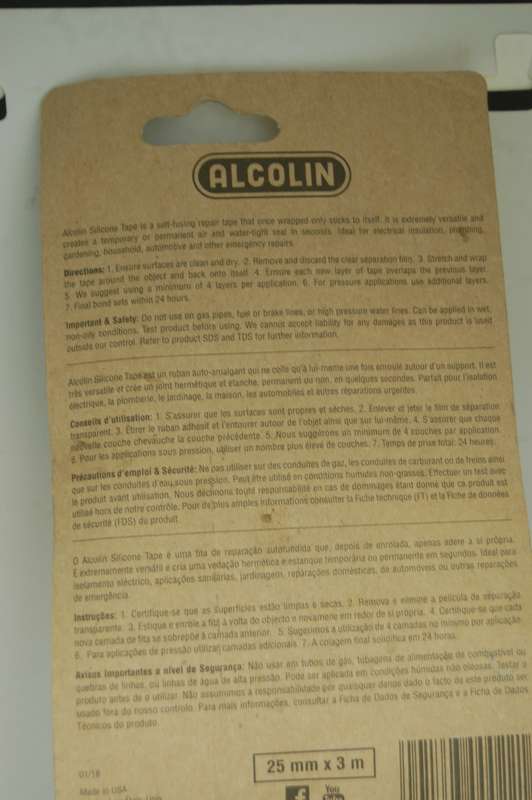 ALCOLIN
Alcolin Silicone Tape is a self-fusing repair tape that once wrapped only sticks to itself. It is extremely versatile and
creates a temporary or permanent air and water-tight seal in seconds. Ideal for electrical insulation, plumbing,
gardening, household, automotive and other emergency repairs.
Directions: 1. Ensure surfaces are clean and dry. 2. Remove and discard the clear separation film. 3. Stretch and wrap
the tape around the object and back onto itself. 4. Ensure each new layer of tape overlaps the previous layer.
5. We suggest using a minimum of 4 layers per application. 6. For pressure applications use additional layers.
7. Final bond sets within 24 hours.
Important & Safety: Do not use on gas pipes, fuel or brake lines, or high pressure water lines. Can be applied in wet,
non-oily conditions. Test product before using. We cannot accept liability for any damages as this product is used
outside our control. Refer to product SDS and TDS for further information.
Alcolin Silicone Tape est un ruban auto-amalgant qui ne colle qu'à lui-même une fois enroulé autour d'un support. Il est
très versatile et crée un joint hermétique et étanche, permanent ou non, en quelques secondes. Parfait pour l'isolation
électrique, la plomberie, le jardinage, la maison, les automobiles et autres réparations urgentes.
Conseils d'utilisation: 1. S'assurer que les surfaces sont propres et sèches. 2. Enlever et jeter le film de séparation
transparent. 3. Étirer le ruban adhésif et l'entourer autour de l'objet ainsi que sur lui-même. 4. S'assurer que chaque
nouvelle couche chevauche la couche précédente. 5. Nous suggérons un minimum de 4 couches par application.
6. Pour les applications sous pression, utiliser un nombre plus élevé de couches. 7. Temps de prise total: 24 heures.
Précautions d'emploi & Sécurité: Ne pas utiliser sur des conduites de gaz, les conduites de carburant ou de freins ainsi
que sur les conduites d'eau sous pression. Peut être utilisé en conditions humides non-grasses. Effectuer un test avec
le produit avant utilisation. Nous déclinons toute responsabilité en cas de dommages étant donné que ce produit est
utilisé hors de notre contrôle. Pour de plus amples informations consulter la Fiche technique (FT) et la Fiche de données
de sécurité (FDS) du produit.
O Alcolin Silicone Tape é uma fita de reparação autofundida que, depois de enrolada, apenas adere a si própria.
É extremamente versátil e cria uma vedação hermética e estanque temporária ou permanente em segundos. Ideal para
isolamento eléctrico, aplicações sanitárias, jardinagens, reparações domésticas, de automóveis ou outras reparações
de emergência.
Instruções: 1. Certifique-se que as superfícies estão limpas e secas. 2. Remova e elimine a película de separação
transparente. 3. Estique e enrole a fita à volta do objecto e novamente em redor de si própria. 4. Certifique-se que cada
nova camada de fita se sobrepõe à camada anterior. 5. Sugerimos a utilização de 4 camadas no mínimo por aplicação.
6. Para aplicações de pressão utilizar camadas adicionais. 7. A colagem final solidifica em 24 horas.
Avisos Importantes a nível de Segurança: Não usar em tubos de gás, tubagens de alimentação de combustível ou
quebras de linhas, ou linhas de água de alta pressão. Pode ser aplicada em condições húmidas não oleosas. Testar o
produto antes de o utilizar. Não assumimos a responsabilidade por quaisquer danos dado o facto de este produto ser
usado fora do nosso controlo. Para mais informações, consultar a Ficha de Dados de Segurança e a Ficha de Dados
Técnicos do produto.
01/18
Made in USA
25 mm x 3 m
You